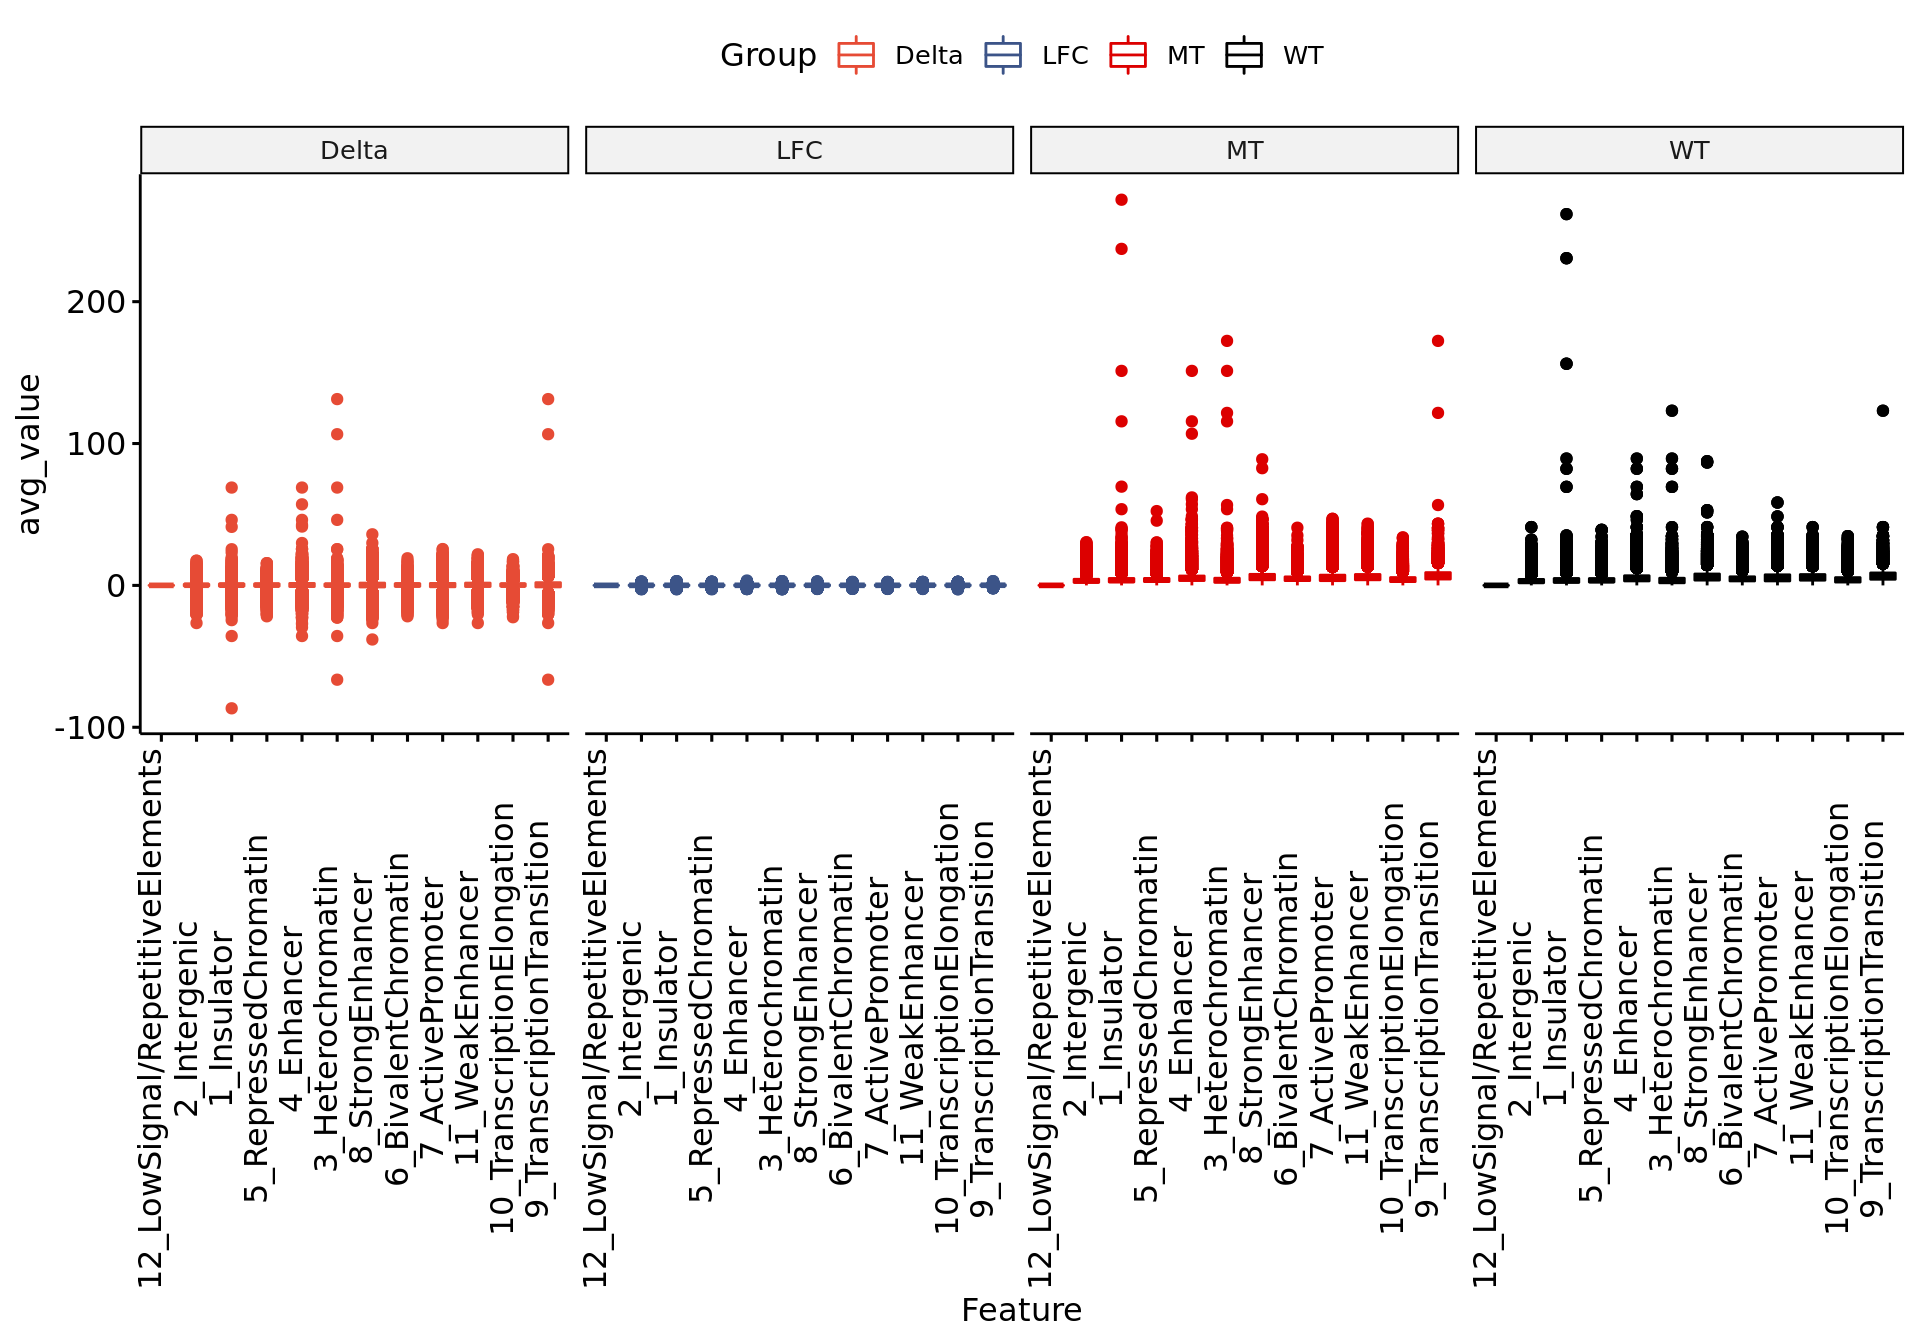 Group Delta LFC MT WT
Delta LFC MT WT
avg_value
200
100
0
-100
12_LowSignal/RepetitiveElements
2_Intergenic
1_Insulator
5_RepressedChromatin
4_Enhancer
3_Heterochromatin
8_StrongEnhancer
6_BivalentChromatin
7_ActivePromoter
11_WeakEnhancer
10_TranscriptionElongation
9_TranscriptionTransition
12_LowSignal/RepetitiveElements
2_Intergenic
1_Insulator
5_RepressedChromatin
4_Enhancer
3_Heterochromatin
8_StrongEnhancer
6_BivalentChromatin
7_ActivePromoter
11_WeakEnhancer
10_TranscriptionElongation
9_TranscriptionTransition
12_LowSignal/RepetitiveElements
2_Intergenic
1_Insulator
5_RepressedChromatin
4_Enhancer
3_Heterochromatin
8_StrongEnhancer
6_BivalentChromatin
7_ActivePromoter
11_WeakEnhancer
10_TranscriptionElongation
9_TranscriptionTransition
12_LowSignal/RepetitiveElements
2_Intergenic
1_Insulator
5_RepressedChromatin
4_Enhancer
3_Heterochromatin
8_StrongEnhancer
6_BivalentChromatin
7_ActivePromoter
11_WeakEnhancer
10_TranscriptionElongation
9_TranscriptionTransition
Feature